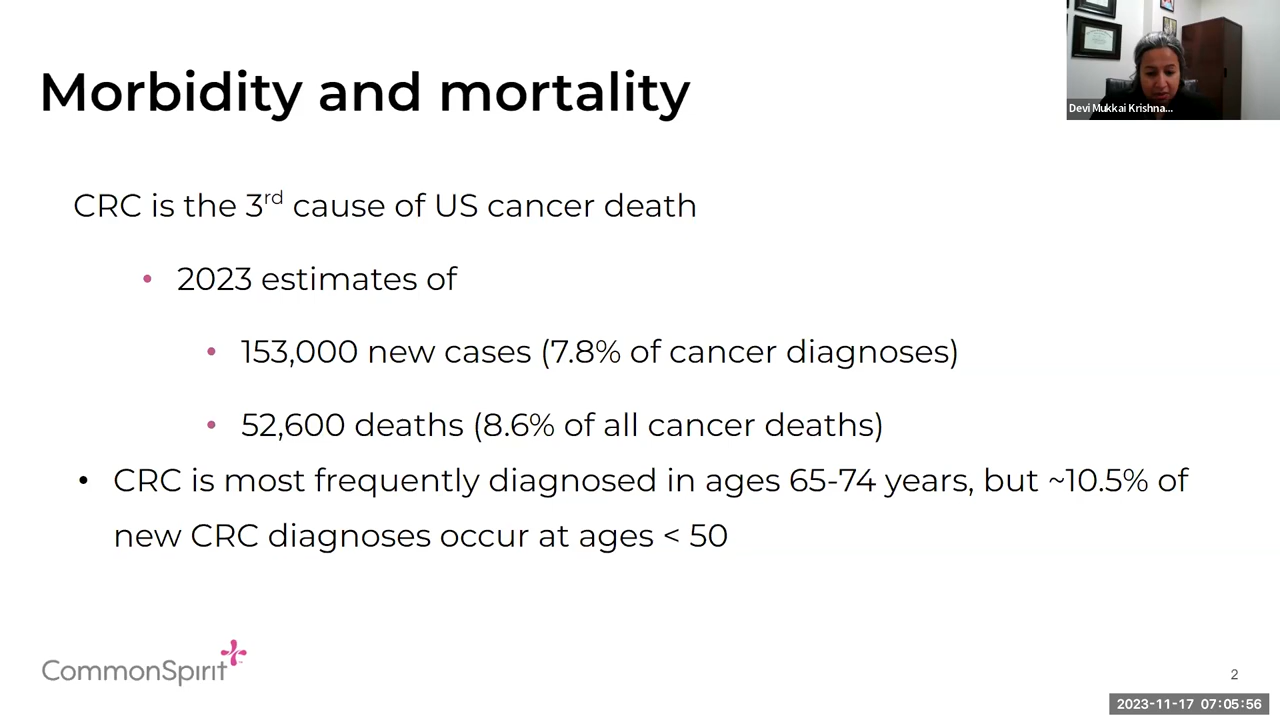 Morbidity and mortality
Devi Mukkai Krishna...
CRC is the 3rd cause of US cancer death
• 2023 estimates of
• 153,000 new cases (7.8% of cancer diagnoses)
• 52,600 deaths (8.6% of all cancer deaths)
• CRC is most frequently diagnosed in ages 65-74 years, but ~10.5% of
new CRC diagnoses occur at ages < 50
CommonSpirit
2
2023-11-17 07:05:56